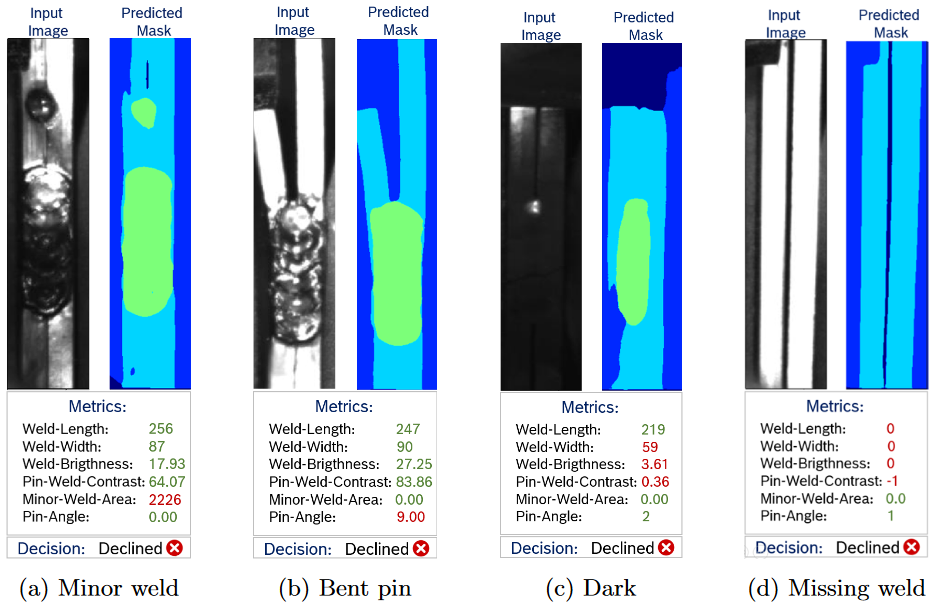 Input Image
Predicted Mask
Metrics:
Weld-Length: 256
Weld-Width: 87
Weld-Brigthness: 17.93
Pin-Weld-Contrast: 64.07
Minor-Weld-Area: 2226
Pin-Angle: 0.00
Decision: Declined
(a) Minor weld
Input Image
Predicted Mask
Metrics:
Weld-Length: 247
Weld-Width: 90
Weld-Brigthness: 27.25
Pin-Weld-Contrast: 83.86
Minor-Weld-Area: 0.00
Pin-Angle: 9.00
Decision: Declined
(b) Bent pin
Input Image
Predicted Mask
Metrics:
Weld-Length: 219
Weld-Width: 59
Weld-Brigthness: 3.61
Pin-Weld-Contrast: 0.36
Minor-Weld-Area: 0.00
Pin-Angle: 2
Decision: Declined
(c) Dark
Input Image
Predicted Mask
Metrics:
Weld-Length: 0
Weld-Width: 0
Weld-Brigthness: 0
Pin-Weld-Contrast: -1
Minor-Weld-Area: 0.0
Pin-Angle: 1
Decision: Declined
(d) Missing weld